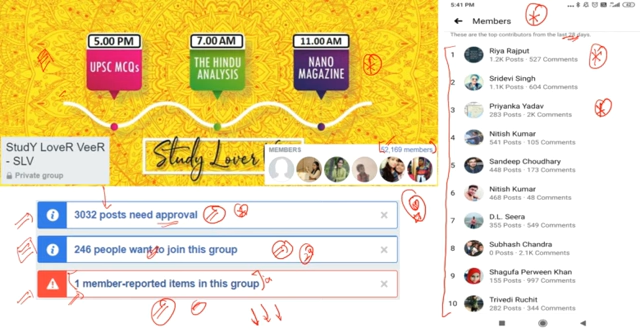 5.00 PM
UPSC MCQs
7.00 AM
THE HINDU
ANALYSIS
11.00 AM
NANO
MAGAZINE
StudY LoveR VeeR
- SLV
Private group
Study Lover
MEMBERS
52,169 members
3032 posts need approval
246 people want to join this group
1 member-reported items in this group
5:41 PM
Members
These are the top contributors from the last 28 days.
1
Riya Rajput
1.2K Posts · 527 Comments
2
Sridevi Singh
1.1K Posts · 604 Comments
3
Priyanka Yadav
283 Posts · 2K Comments
4
Nitish Kumar
541 Posts · 105 Comments
5
Sandeep Choudhary
448 Posts · 173 Comments
6
Nitish Kumar
468 Posts · 48 Comments
7
D.L. Seera
355 Posts · 549 Comments
8
Subhash Chandra
0 Posts · 2.1K Comments
9
Shagufa Perween Khan
155 Posts · 997 Comments
10
Trivedi Ruchit
282 Posts · 344 Comments